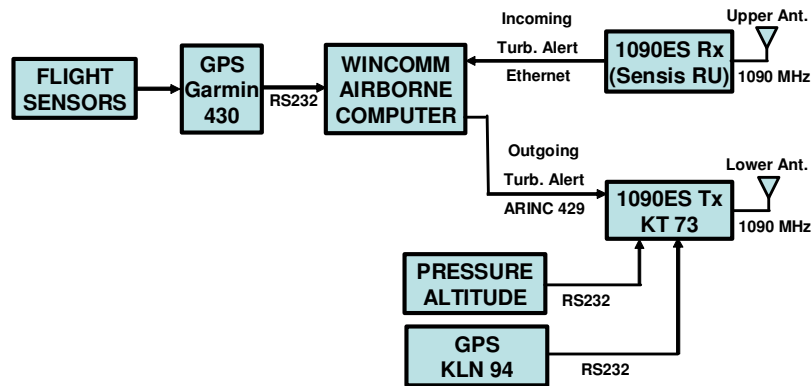 FLIGHT
SENSORS
GPS
Garmin
430
RS232
WINCOMM
AIRBORNE
COMPUTER
Incoming
Turb. Alert
Ethernet
1090ES Rx
(Sensis RU)
Upper Ant.
1090 MHz
Outgoing
Turb. Alert
ARINC 429
1090ES Tx
KT 73
Lower Ant.
1090 MHz
PRESSURE
ALTITUDE
RS232
GPS
KLN 94
RS232